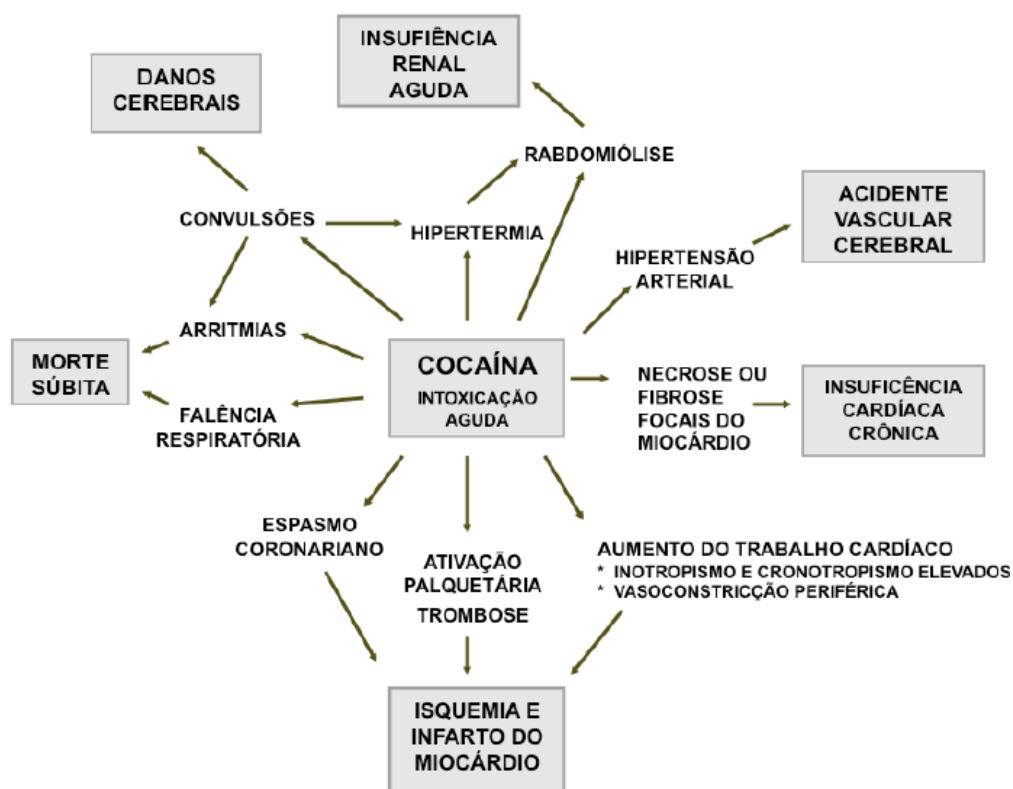 INSUFIÊNCIA
RENAL
AGUDA
DANOS
CEREBRAIS
RABDOMIÓLISE
ACIDENTE
VASCULAR
CEREBRAL
CONVULSÕES
HIPERTERMIA
HIPERTENSÃO
ARTERIAL
ARRITMIAS
MORTE
SÚBITA
COCAÍNA
INTOXICAÇÃO
AGUDA
NECROSE OU
FIBROSE
FOCAIS DO
MIOCÁRDIO
INSUFICÊNCIA
CARDÍACA
CRÔNICA
FALÊNCIA
RESPIRATÓRIA
ESPASMO
CORONARIANO
ATIVAÇÃO
PALQUETÁRIA
TROMBOSE
AUMENTO DO TRABALHO CARDÍACO
* INOTROPISMO E CRONOTROPISMO ELEVADOS
* VASOCONSTRICÇÃO PERIFÉRICA
ISQUEMIA E
INFARTO DO
MIOCÁRDIO